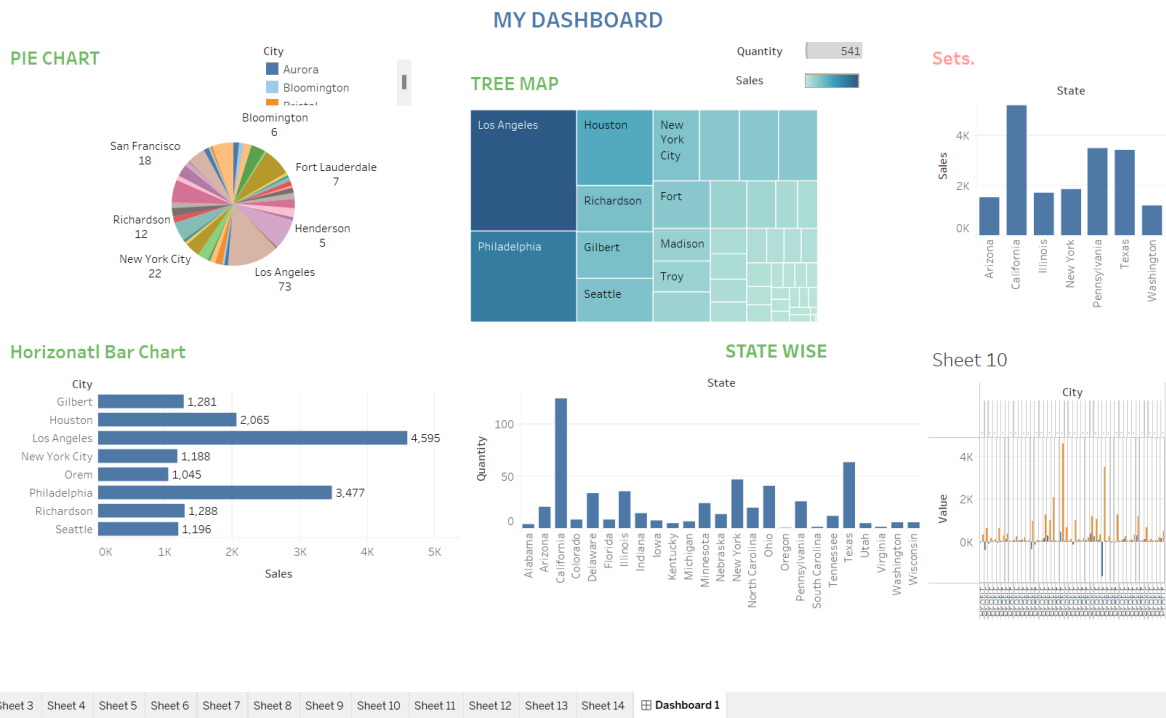 MY DASHBOARD
PIE CHART
City
Aurora
Bloomington
Bristol
Bloomington
6
San Francisco
18
Fort Lauderdale
7
Richardson
12
Henderson
5
New York City
22
Los Angeles
73
TREE MAP
Quantity
541
Sales
Los Angeles
Houston
New
York
City
Richardson
Fort
Philadelphia
Gilbert
Madison
Troy
Seattle
Sets.
State
Sales
4K
2K
0K
Arizona
California
Illinois
New York
Pennsylvania
Texas
Washington
Horizonatl Bar Chart
City
Gilbert 1,281
Houston 2,065
Los Angeles 4,595
New York City 1,188
Orem 1,045
Philadelphia 3,477
Richardson 1,288
Seattle 1,196
0K 1K 2K 3K 4K 5K
Sales
STATE WISE
State
Quantity
100
50
0
Alabama
Arizona
California
Colorado
Delaware
Florida
Illinois
Indiana
Iowa
Kentucky
Michigan
Minnesota
Nebraska
New York
North Carolina
Ohio
Oregon
Pennsylvania
South Carolina
Tennessee
Texas
Utah
Virginia
Washington
Wisconsin
Sheet 10
City
Value
4K
2K
0K
Sheet 3 Sheet 4 Sheet 5 Sheet 6 Sheet 7 Sheet 8 Sheet 9 Sheet 10 Sheet 11 Sheet 12 Sheet 13 Sheet 14 Dashboard 1